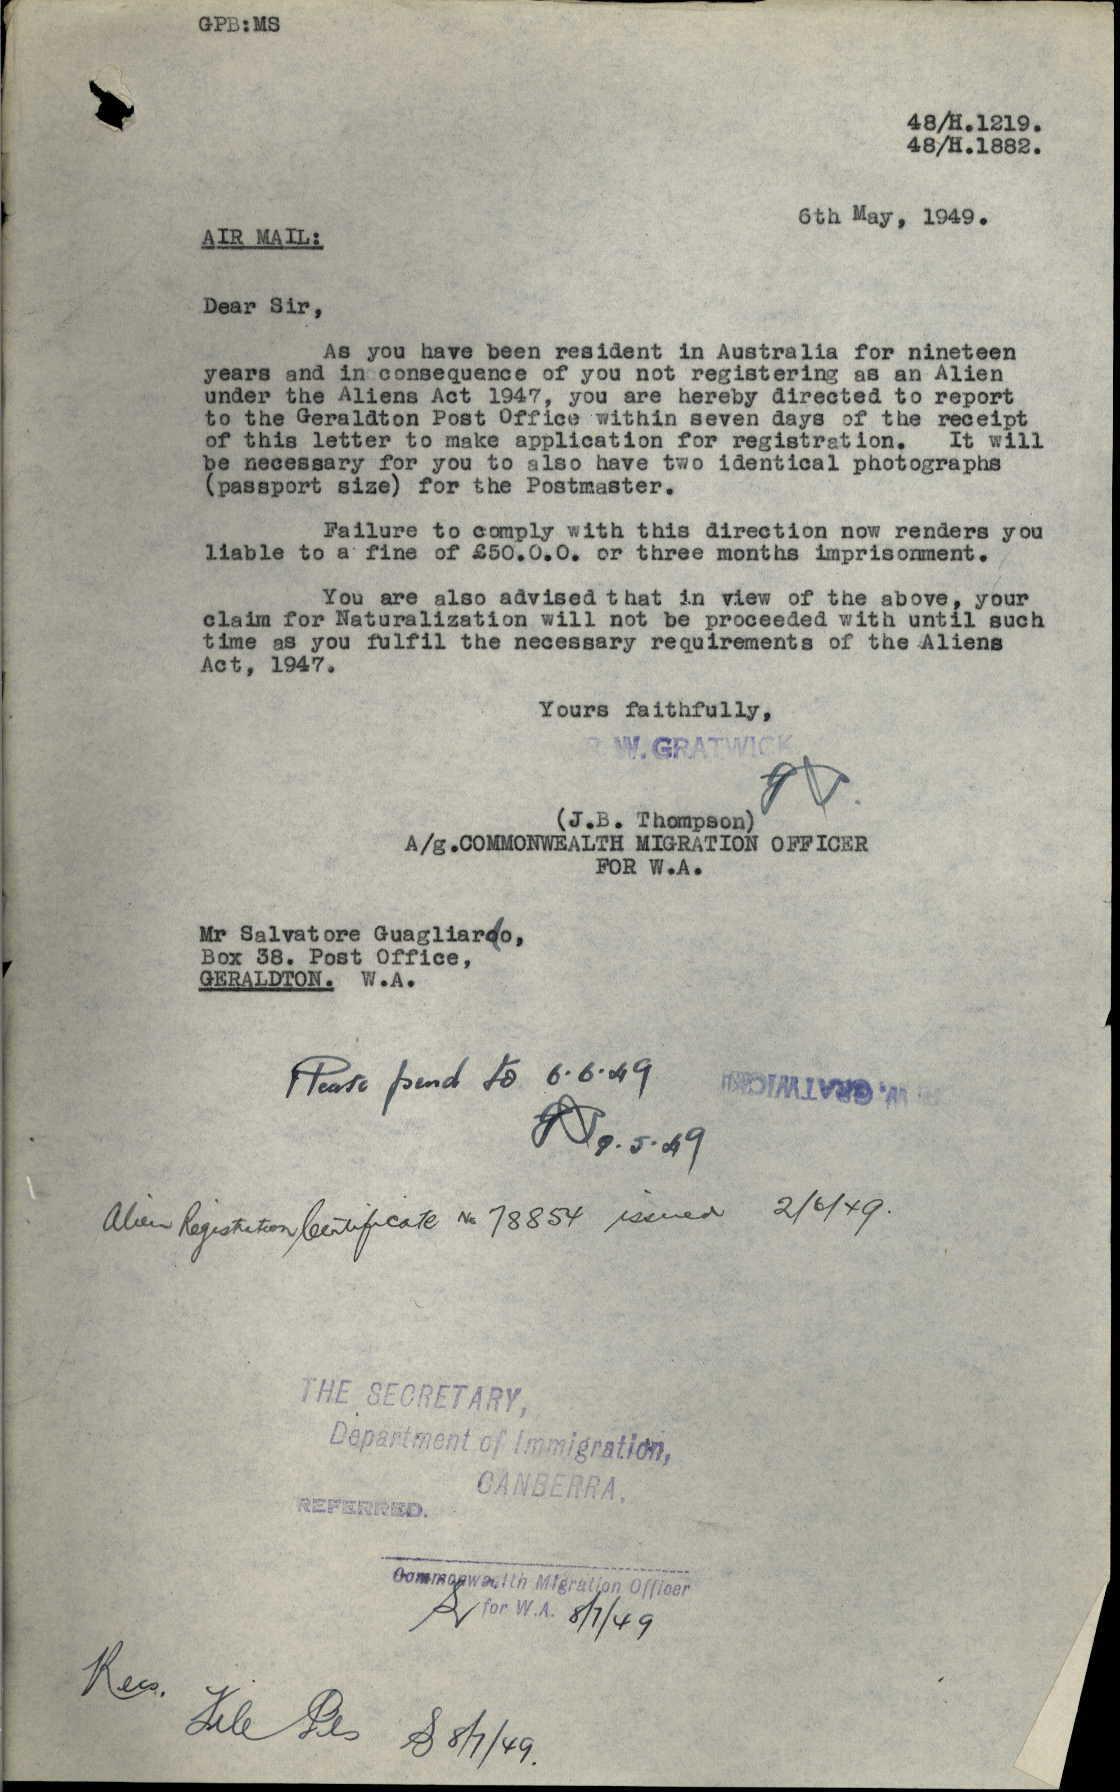 GPB:MS
48/H.1219.
48/H.1882.
6th May, 1949.
AIR MAIL:
Dear Sir,
As you have been resident in Australia for nineteen
years and in consequence of you not registering as an Alien
under the Aliens Act 1947, you are hereby directed to report
to the Geraldton Post Office within seven days of the receipt
of this letter to make application for registration. It will
be necessary for you to also have two identical photographs
(passport size) for the Postmaster.
Failure to comply with this direction now renders you
liable to a fine of £50.0.0. or three months imprisonment.
You are also advised that in view of the above, your
claim for Naturalization will not be proceeded with until such
time as you fulfil the necessary requirements of the Aliens
Act, 1947.
Yours faithfully,
W. GRATWICK
(J.B. Thompson)
A/g.COMMONWEALTH MIGRATION OFFICER
FOR W.A.
Mr Salvatore Guagliardo,
Box 38. Post Office,
GERALDTON. W.A.
Please pend to 6.6.49
W. GRATWICK
9.5.49
Alien Registration Certificate No 78854 issued 2/6/49.
THE SECRETARY,
Department of Immigration,
CANBERRA.
REFERRED.
Commonwealth Migration Officer
for W.A. 8/7/49
Recs.
File Pls 8/7/49.